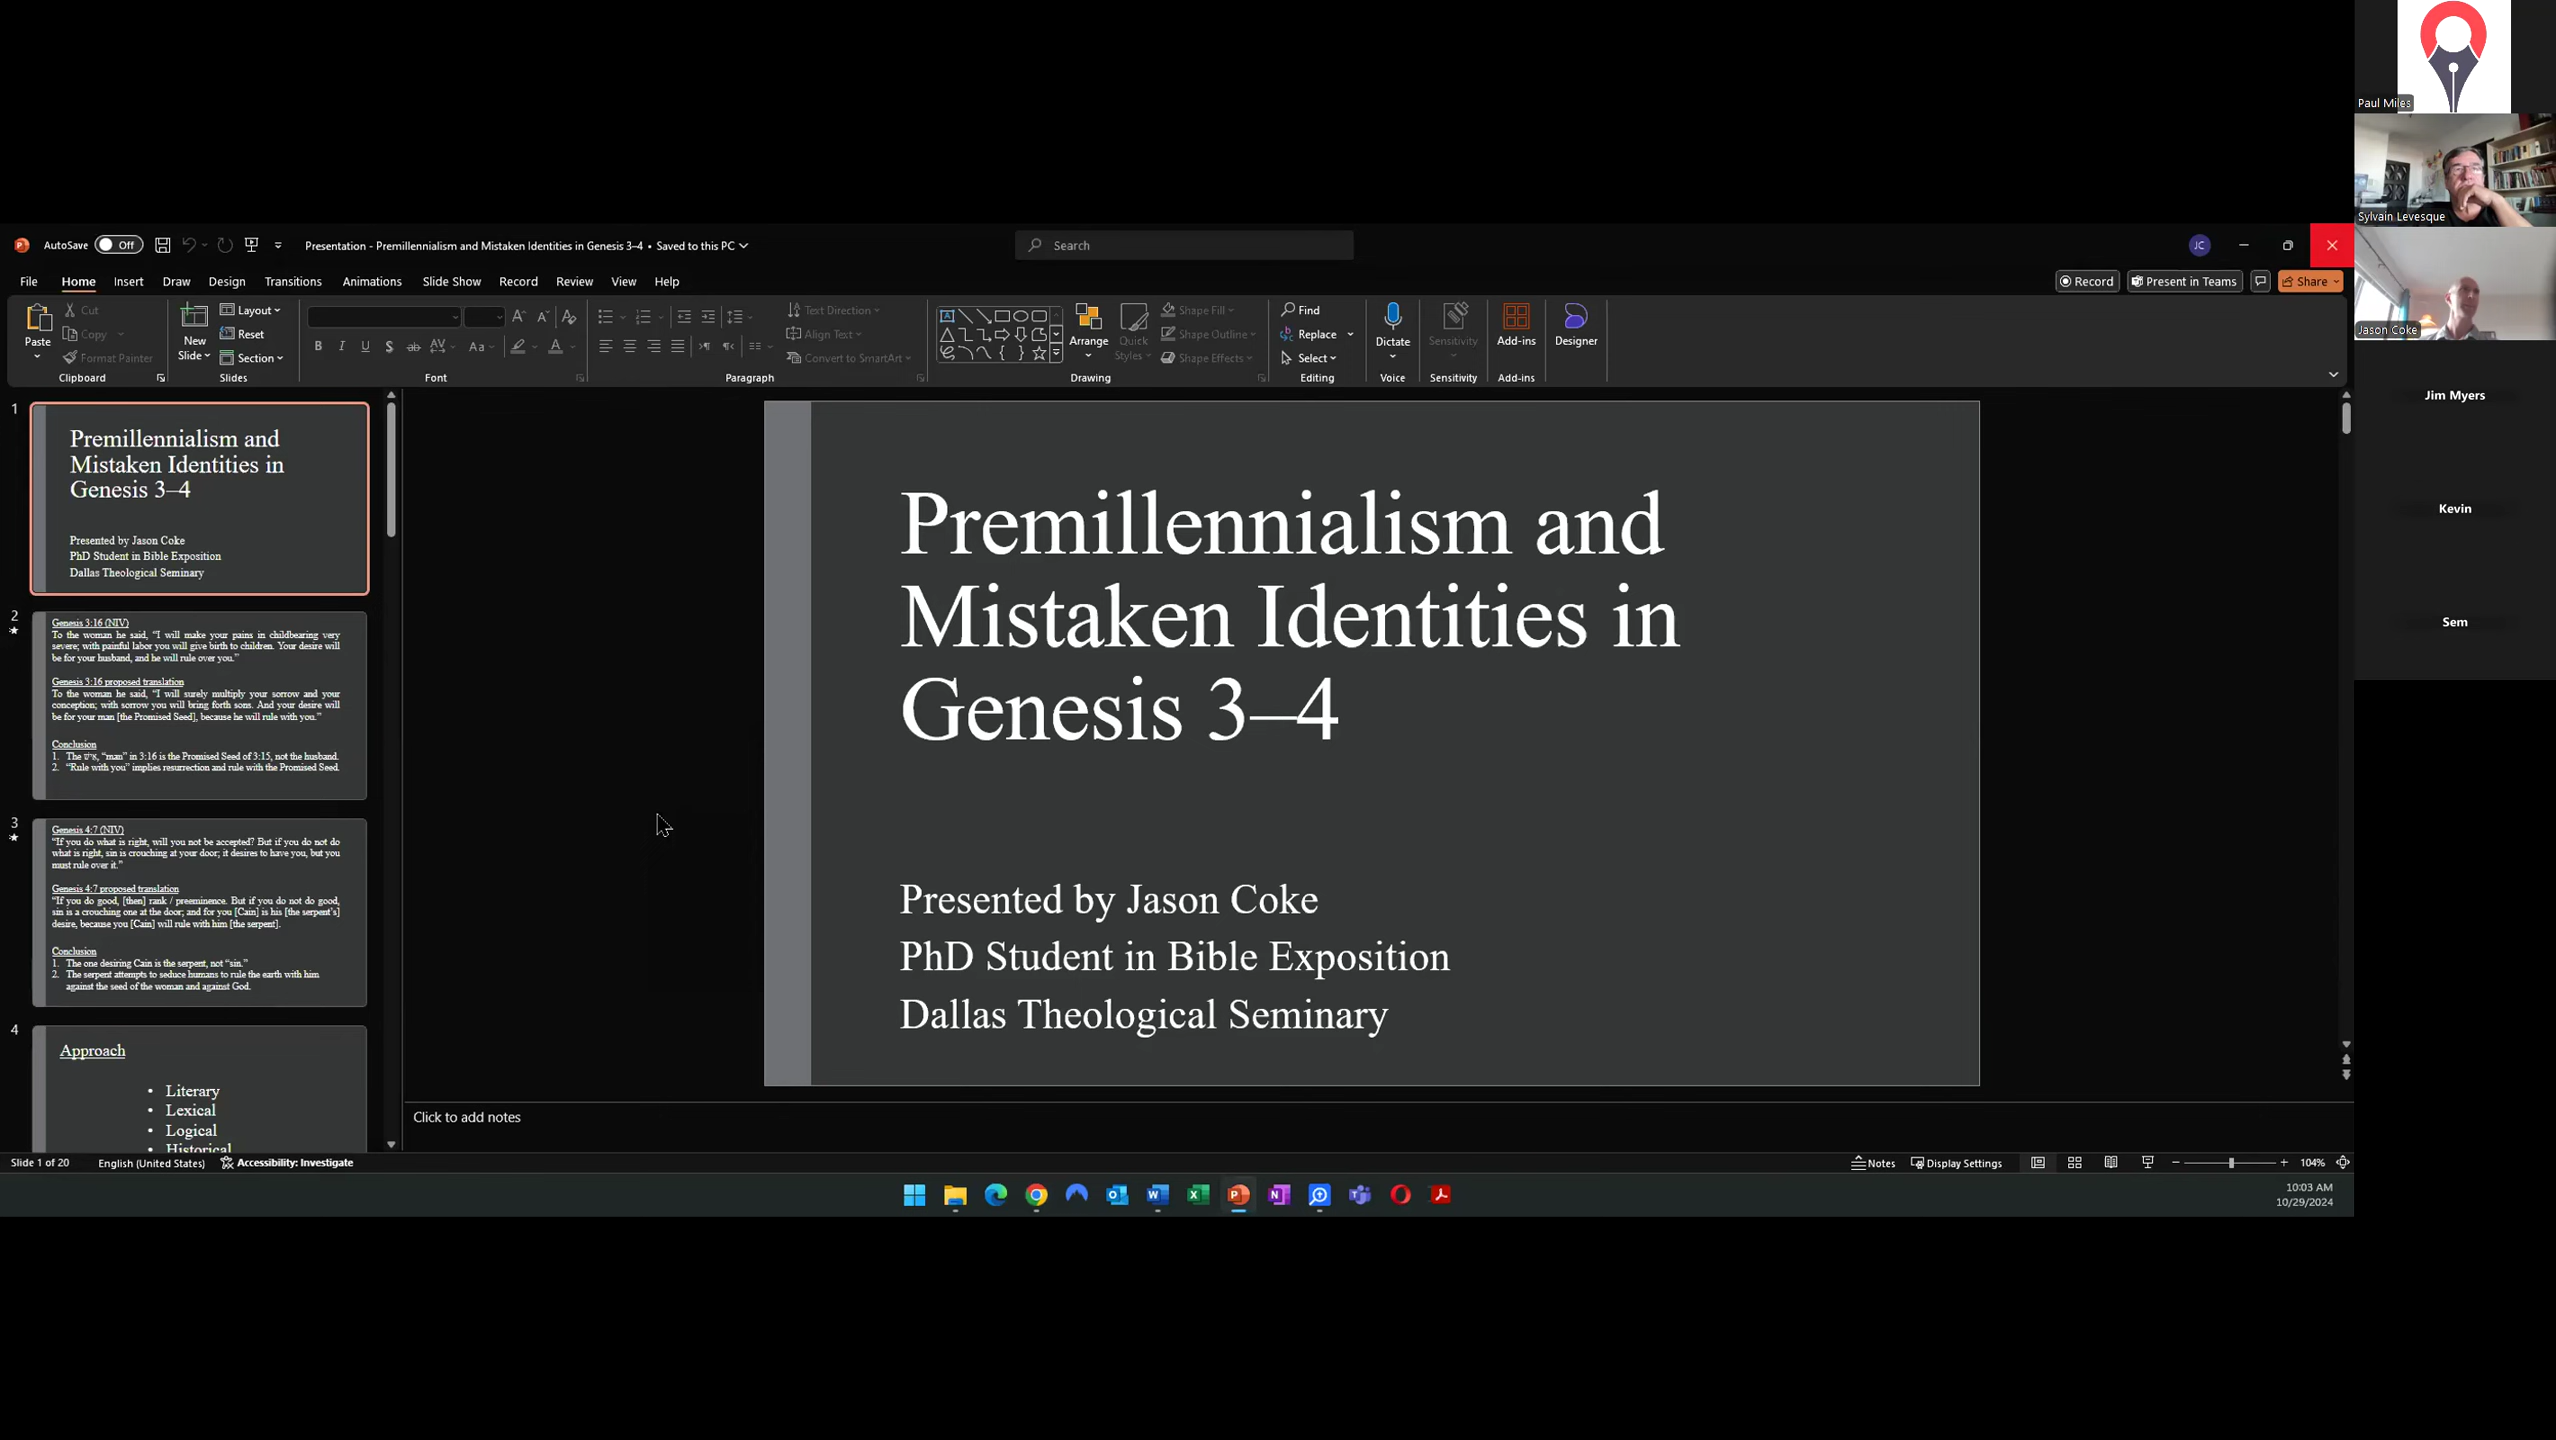 Paul Miles
Sylvain Levesque
Jason Coke
Jim Myers
Kevin
Sem
AutoSave Off
Presentation - Premillennialism and Mistaken Identities in Genesis 3–4 • Saved to this PC
Search
JC
File Home Insert Draw Design Transitions Animations Slide Show Record Review View Help
Record Present in Teams Share
Paste
Cut
Copy
Format Painter
Clipboard
New
Slide
Layout
Reset
Section
Slides
Font
Text Direction
Align Text
Convert to SmartArt
Paragraph
Arrange
Quick
Styles
Shape Fill
Shape Outline
Shape Effects
Drawing
Find
Replace
Select
Editing
Dictate
Voice
Sensitivity
Sensitivity
Add-ins
Add-ins
Designer
1
Premillennialism and
Mistaken Identities in
Genesis 3–4
Presented by Jason Coke
PhD Student in Bible Exposition
Dallas Theological Seminary
2
Genesis 3:16 (NIV)
To the woman he said, “I will make your pains in childbearing very
severe; with painful labor you will give birth to children. Your desire will
be for your husband, and he will rule over you.”
Genesis 3:16 proposed translation
To the woman he said, “I will surely multiply your sorrow and your
conception; with sorrow you will bring forth sons. And your desire will
be for your man [the Promised Seed], because he will rule with you.”
Conclusion
1. The איש, “man” in 3:16 is the Promised Seed of 3:15, not the husband.
2. “Rule with you” implies resurrection and rule with the Promised Seed.
3
Genesis 4:7 (NIV)
“If you do what is right, will you not be accepted? But if you do not do
what is right, sin is crouching at your door; it desires to have you, but you
must rule over it.”
Genesis 4:7 proposed translation
“If you do good, [then] rank / preeminence. But if you do not do good,
sin is a crouching one at the door; and for you [Cain] is his [the serpent’s]
desire, because you [Cain] will rule with him [the serpent].
Conclusion
1. The one desiring Cain is the serpent, not “sin.”
2. The serpent attempts to seduce humans to rule the earth with him
against the seed of the woman and against God.
4
Approach
• Literary
• Lexical
• Logical
• Historical
Premillennialism and
Mistaken Identities in
Genesis 3–4
Presented by Jason Coke
PhD Student in Bible Exposition
Dallas Theological Seminary
Click to add notes
Slide 1 of 20 English (United States) Accessibility: Investigate
Notes Display Settings 104%
10:03 AM
10/29/2024